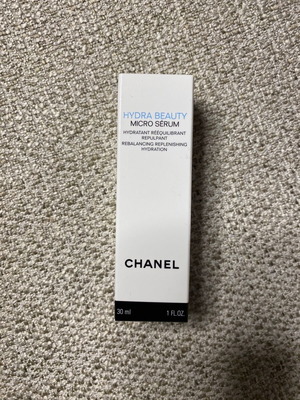 HYDRA BEAUTY
MICRO SÉRUM
HYDRATANT RÉÉQUILIBRANT
REPULPANT
REBALANCING REPLENISHING
HYDRATION
CHANEL
30 ml 1 FL.OZ.